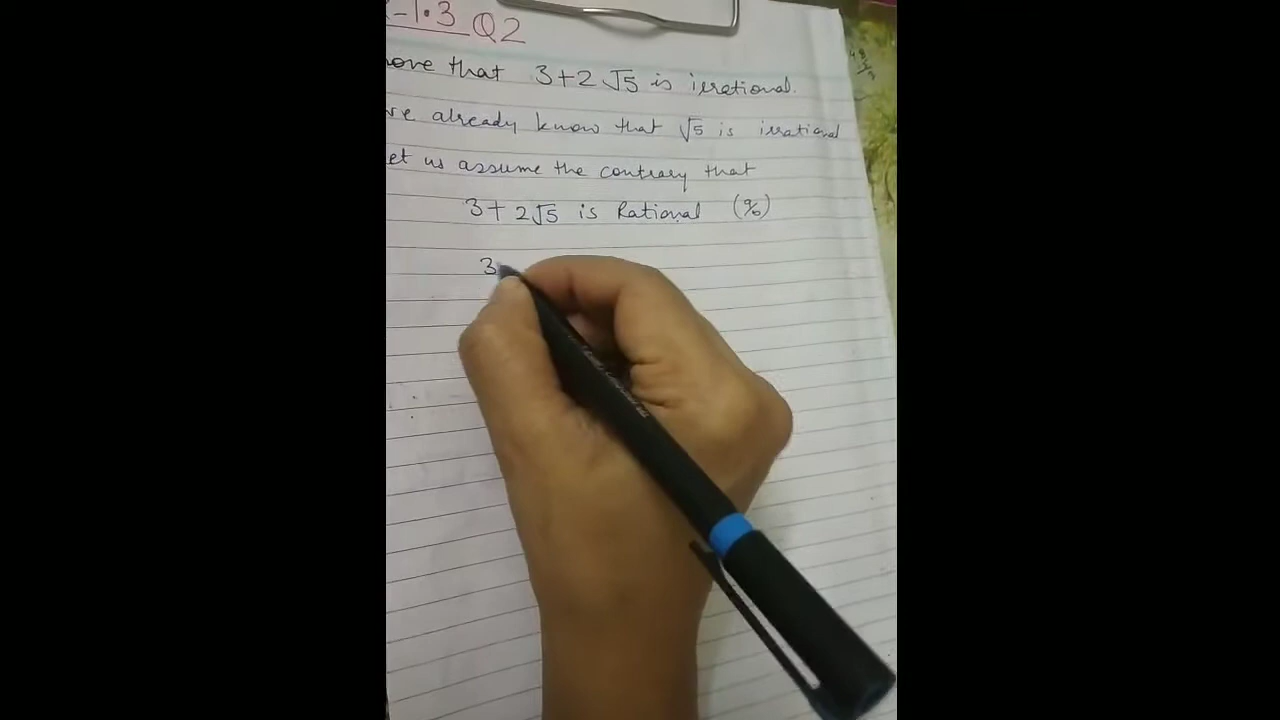 -1.3 Q2
ove that 3+2√5 is irrational.
we already know that √5 is irrational
et us assume the contrary that
3+2√5 is Rational (%)
3